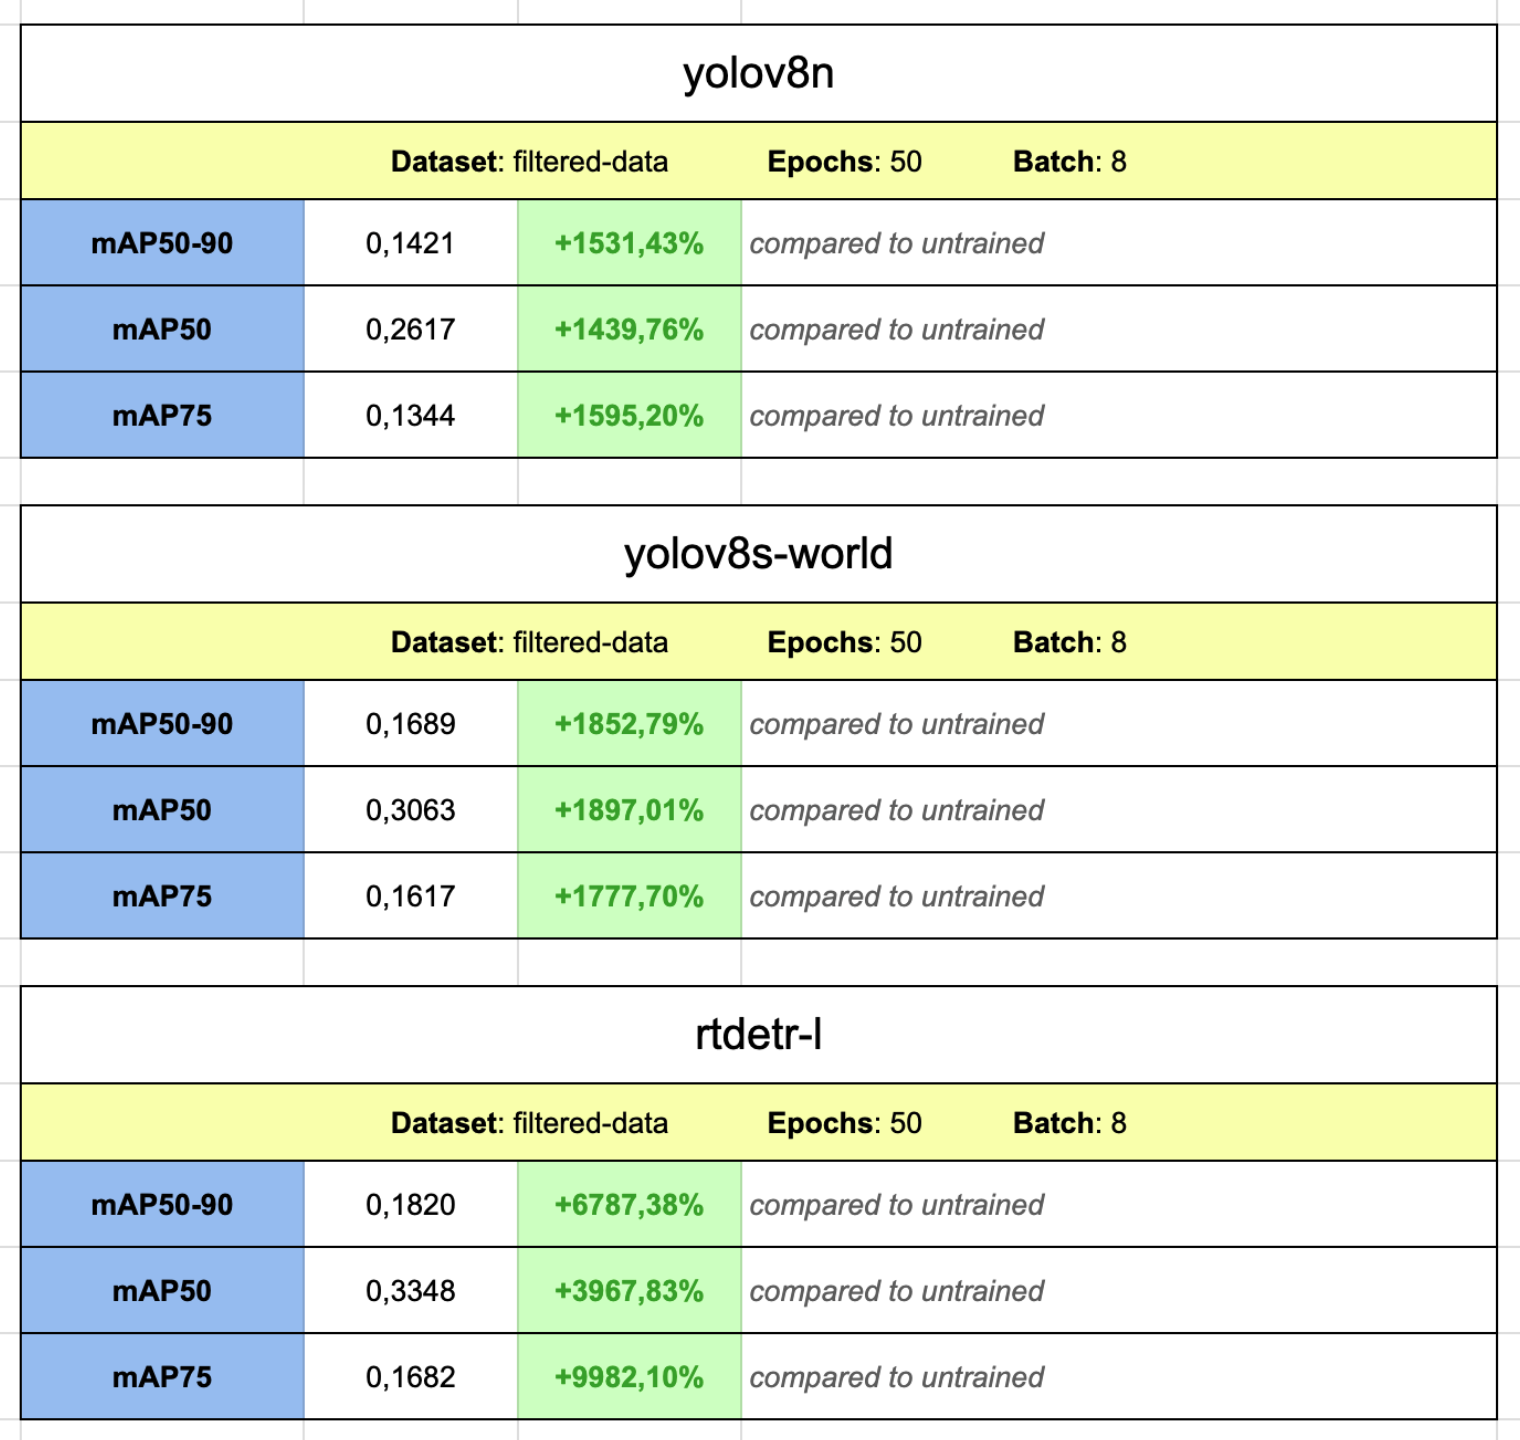 yolov8n
Dataset: filtered-data Epochs: 50 Batch: 8
mAP50-90 0,1421 +1531,43% compared to untrained
mAP50 0,2617 +1439,76% compared to untrained
mAP75 0,1344 +1595,20% compared to untrained
yolov8s-world
Dataset: filtered-data Epochs: 50 Batch: 8
mAP50-90 0,1689 +1852,79% compared to untrained
mAP50 0,3063 +1897,01% compared to untrained
mAP75 0,1617 +1777,70% compared to untrained
rtdetr-l
Dataset: filtered-data Epochs: 50 Batch: 8
mAP50-90 0,1820 +6787,38% compared to untrained
mAP50 0,3348 +3967,83% compared to untrained
mAP75 0,1682 +9982,10% compared to untrained